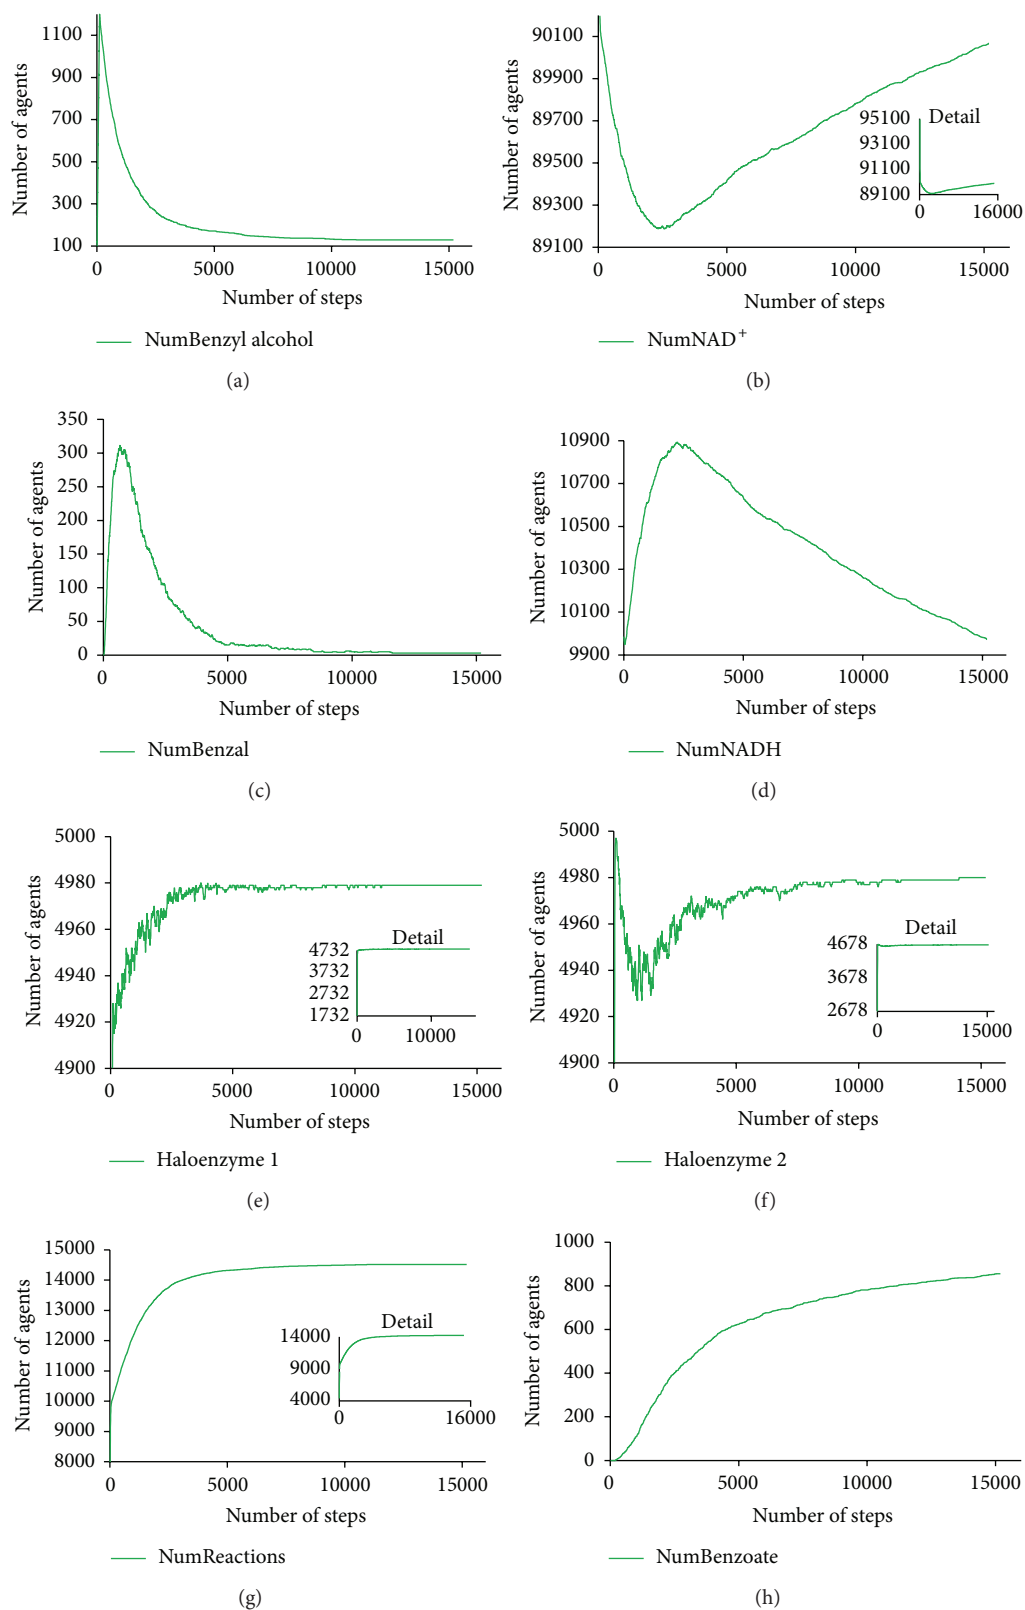 1100
900
700
500
300
100
Number of agents
0 5000 10000 15000
Number of steps
NumBenzyl alcohol
(a)
90100
89900
89700
89500
89300
89100
Number of agents
0 5000 10000 15000
Number of steps
Detail
95100
93100
91100
89100
0 16000
NumNAD+
(b)
350
300
250
200
150
100
50
0
Number of agents
0 5000 10000 15000
Number of steps
NumBenzal
(c)
10900
10700
10500
10300
10100
9900
Number of agents
0 5000 10000 15000
Number of steps
NumNADH
(d)
5000
4980
4960
4940
4920
4900
Number of agents
0 5000 10000 15000
Number of steps
Detail
4732
3732
2732
1732
0 10000
Haloenzyme 1
(e)
5000
4980
4960
4940
4920
4900
Number of agents
0 5000 10000 15000
Number of steps
Detail
4678
3678
2678
0 15000
Haloenzyme 2
(f)
15000
14000
13000
12000
11000
10000
9000
8000
Number of agents
0 5000 10000 15000
Number of steps
Detail
14000
9000
4000
0 16000
NumReactions
(g)
1000
800
600
400
200
0
Number of agents
0 5000 10000 15000
Number of steps
NumBenzoate
(h)